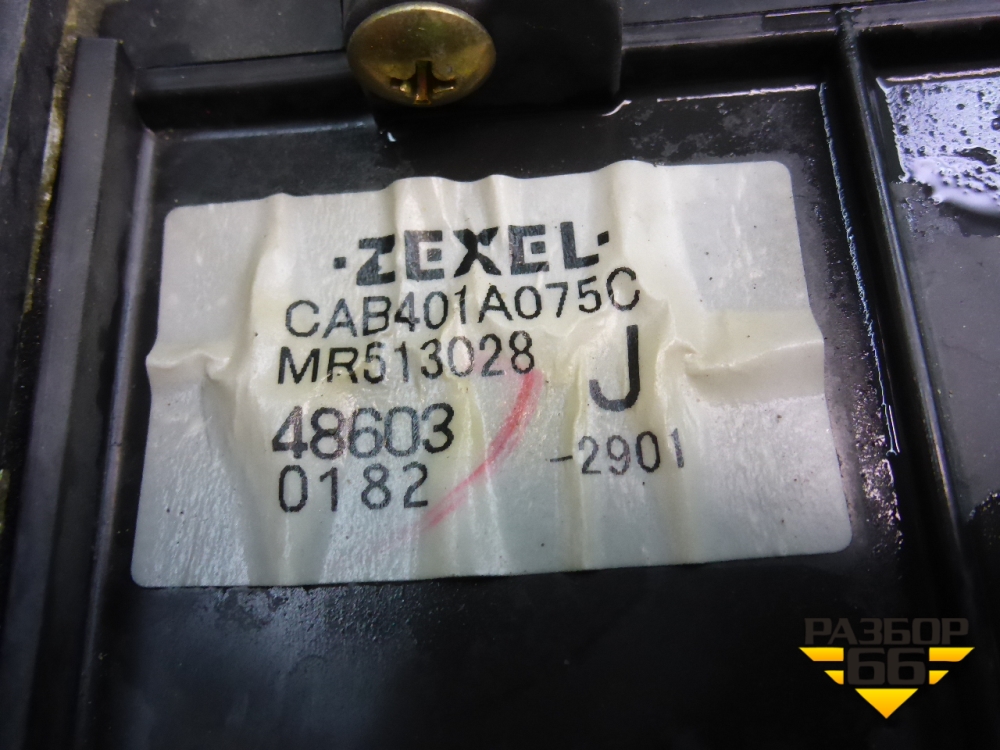 ·ZEXEL·
CAB401A075C
MR513028
J
48603
-2901
0182
РАЗБОР
66